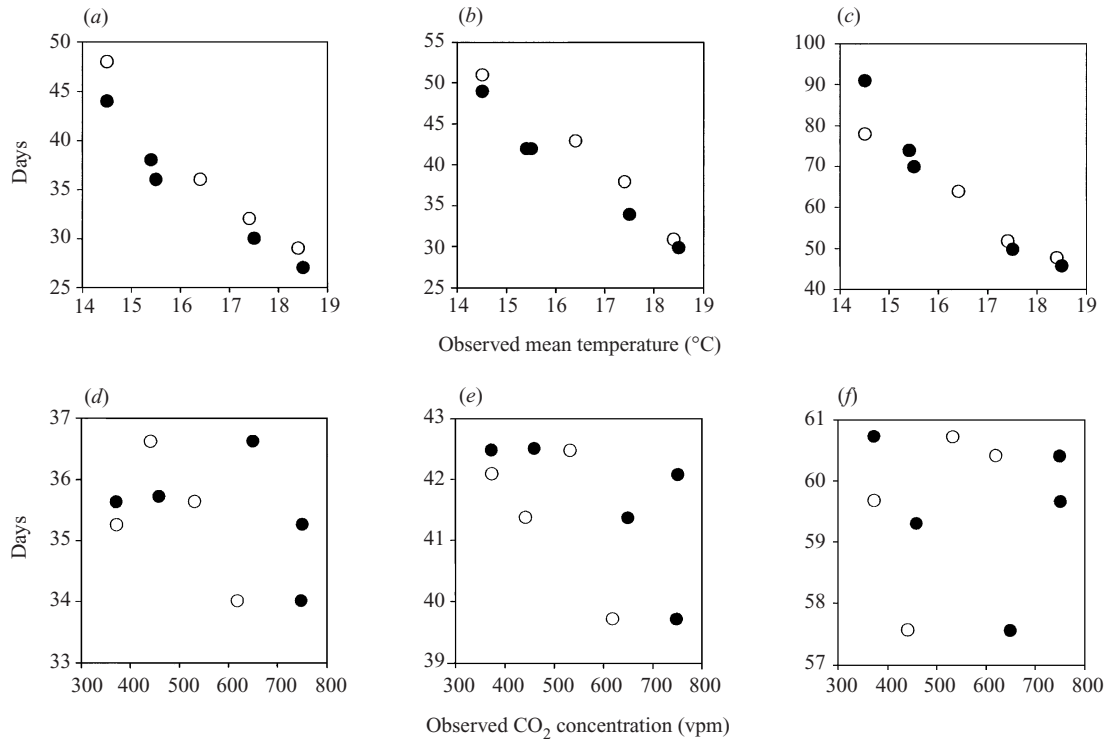 (a)
(b)
(c)
50
45
40
35
30
25
14 15 16 17 18 19
55
50
45
40
35
30
25
14 15 16 17 18 19
100
90
80
70
60
50
40
14 15 16 17 18 19
Days
Observed mean temperature (°C)
(d)
(e)
(f)
37
36
35
34
33
300 400 500 600 700 800
43
42
41
40
39
300 400 500 600 700 800
61
60
59
58
57
300 400 500 600 700 800
Days
Observed CO₂ concentration (vpm)